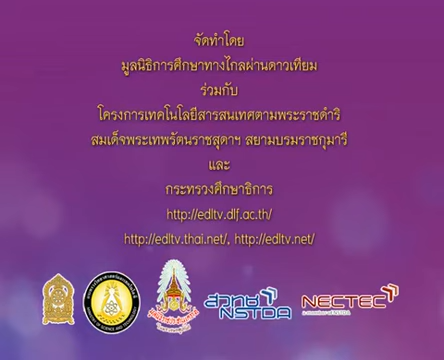 จัดทำโดย
มูลนิธิการศึกษาทางไกลผ่านดาวเทียม
ร่วมกับ
โครงการเทคโนโลยีสารสนเทศตามพระราชดำริ
สมเด็จพระเทพรัตนราชสุดาฯ สยามบรมราชกุมารี
และ
กระทรวงศึกษาธิการ
http://edltv.dlf.ac.th/
http://edltv.thai.net/, http://edltv.net/
สวทช
NSTDA
NECTEC
a member of NSTDA